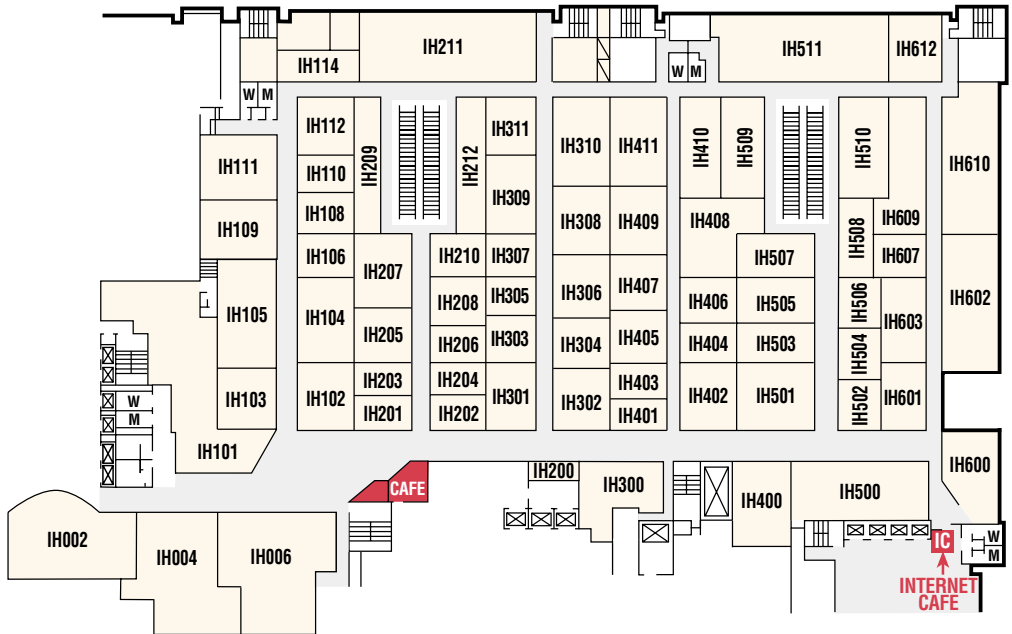 IH211
IH511
IH612
IH114
W M
W M
IH112
IH209
IH212
IH311
IH310
IH411
IH410
IH509
IH510
IH610
IH111
IH110
IH309
IH108
IH109
IH308
IH409
IH408
IH508
IH609
IH106
IH207
IH210
IH307
IH507
IH607
IH105
IH104
IH208
IH305
IH306
IH407
IH406
IH505
IH506
IH603
IH602
IH205
IH206
IH303
IH304
IH405
IH404
IH503
IH504
IH103
IH102
IH203
IH201
IH204
IH202
IH301
IH302
IH403
IH401
IH402
IH501
IH502
IH601
W
M
IH101
IH200
IH300
IH400
IH500
IH600
CAFE
IH002
IH004
IH006
IC
W
M
INTERNET
CAFE